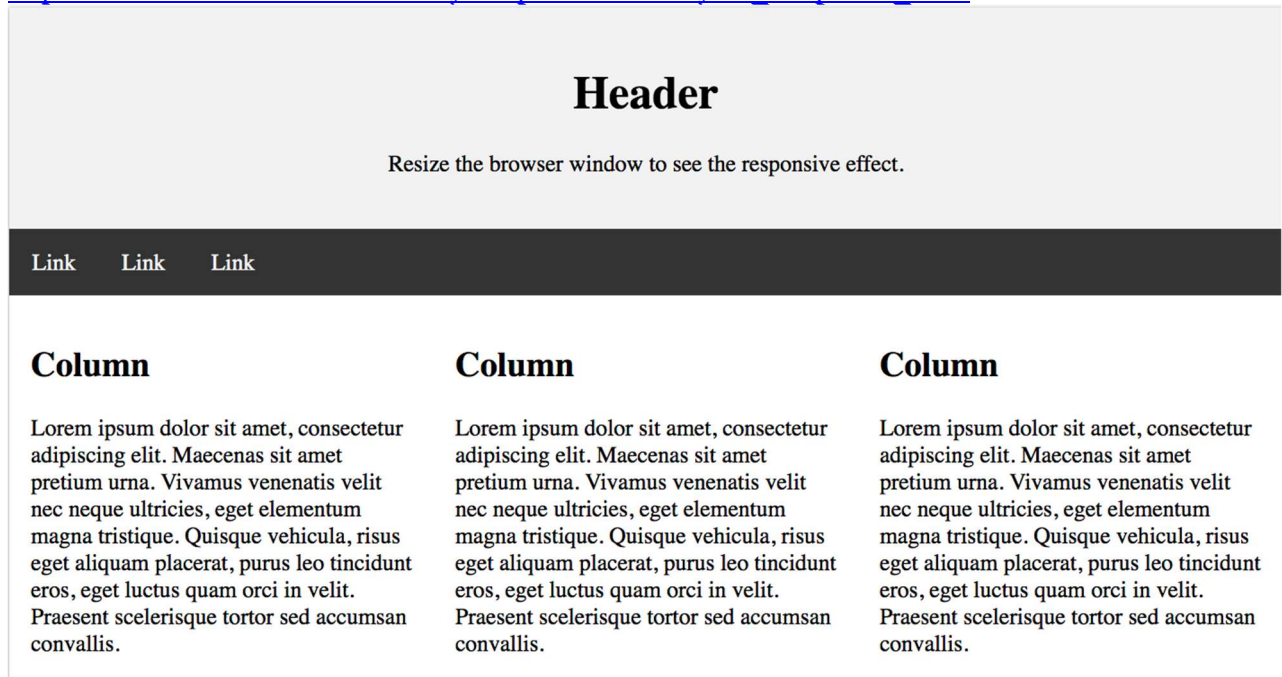 Header
Resize the browser window to see the responsive effect.
Link Link Link
Column
Lorem ipsum dolor sit amet, consectetur
adipiscing elit. Maecenas sit amet
pretium urna. Vivamus venenatis velit
nec neque ultricies, eget elementum
magna tristique. Quisque vehicula, risus
eget aliquam placerat, purus leo tincidunt
eros, eget luctus quam orci in velit.
Praesent scelerisque tortor sed accumsan
convallis.
Column
Lorem ipsum dolor sit amet, consectetur
adipiscing elit. Maecenas sit amet
pretium urna. Vivamus venenatis velit
nec neque ultricies, eget elementum
magna tristique. Quisque vehicula, risus
eget aliquam placerat, purus leo tincidunt
eros, eget luctus quam orci in velit.
Praesent scelerisque tortor sed accumsan
convallis.
Column
Lorem ipsum dolor sit amet, consectetur
adipiscing elit. Maecenas sit amet
pretium urna. Vivamus venenatis velit
nec neque ultricies, eget elementum
magna tristique. Quisque vehicula, risus
eget aliquam placerat, purus leo tincidunt
eros, eget luctus quam orci in velit.
Praesent scelerisque tortor sed accumsan
convallis.